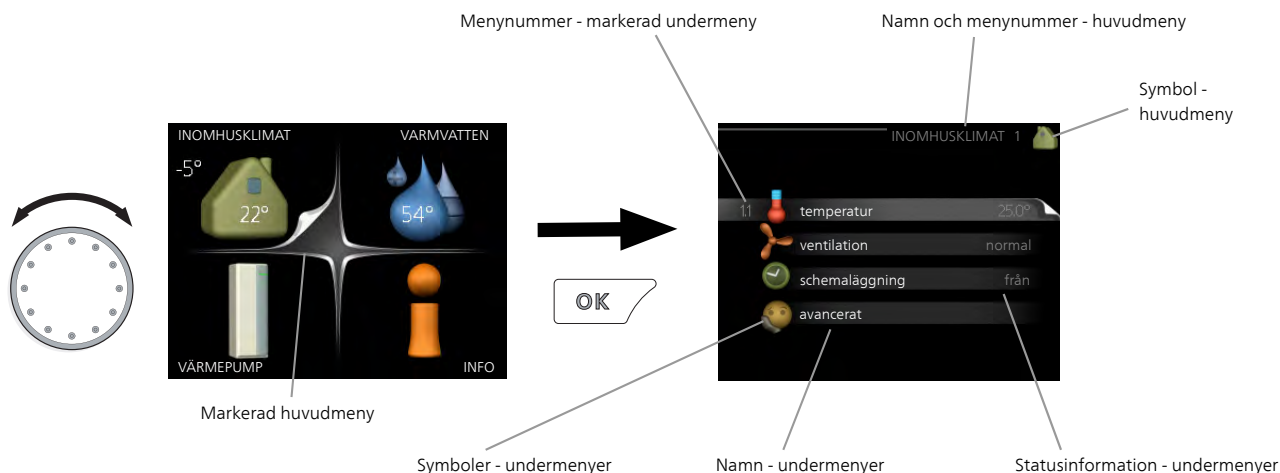 Menynummer - markerad undermeny
Namn och menynummer - huvudmeny
Symbol -
huvudmeny
INOMHUSKLIMAT
VARMVATTEN
-5°
22°
54°
VÄRMEPUMP
INFO
Markerad huvudmeny
OK
INOMHUSKLIMAT 1
1.1 temperatur 25.0°
ventilation normal
schemaläggning från
avancerat
Symboler - undermenyer
Namn - undermenyer
Statusinformation - undermenyer